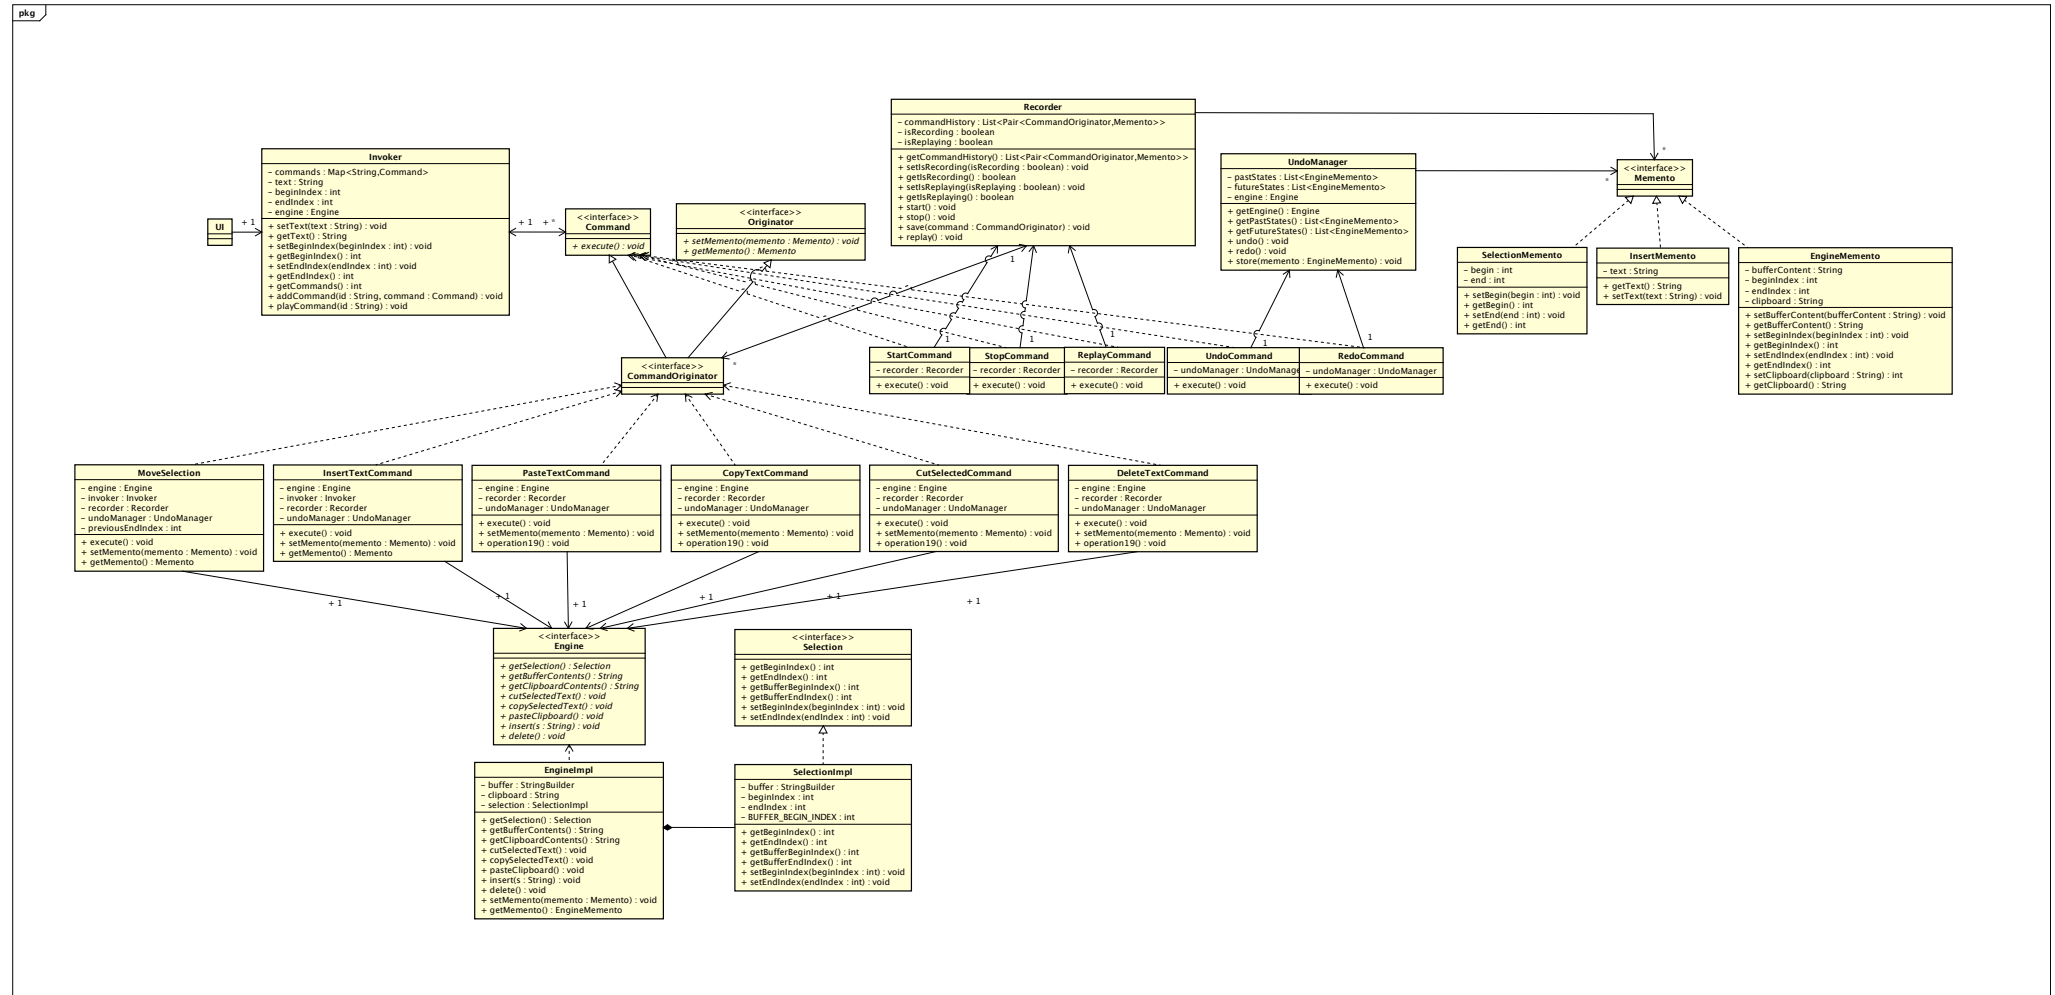 pkg
Recorder
– commandHistory : List<Pair<CommandOriginator,Memento>>
– isRecording : boolean
– isReplaying : boolean
+ getCommandHistory() : List<Pair<CommandOriginator,Memento>>
+ setIsRecording(isRecording : boolean) : void
+ getIsRecording() : boolean
+ setIsReplaying(isReplaying : boolean) : void
+ getIsReplaying() : boolean
+ start() : void
+ stop() : void
+ save(command : CommandOriginator) : void
+ replay() : void
Invoker
– commands : Map<String,Command>
– text : String
– beginIndex : int
– endIndex : int
– engine : Engine
+ setText(text : String) : void
+ getText() : String
+ setBeginIndex(beginIndex : int) : void
+ getBeginIndex() : int
+ setEndIndex(endIndex : int) : void
+ getEndIndex() : int
+ getCommands() : int
+ addCommand(id : String, command : Command) : void
+ playCommand(id : String) : void
UI
+ 1
+ 1
+ *
<<interface>>
Command
+ execute() : void
<<interface>>
Originator
+ setMemento(memento : Memento) : void
+ getMemento() : Memento
UndoManager
– pastStates : List<EngineMemento>
– futureStates : List<EngineMemento>
– engine : Engine
+ getEngine() : Engine
+ getPastStates() : List<EngineMemento>
+ getFutureStates() : List<EngineMemento>
+ undo() : void
+ redo() : void
+ store(memento : EngineMemento) : void
*
*
<<interface>>
Memento
SelectionMemento
– begin : int
– end : int
+ setBegin(begin : int) : void
+ getBegin() : int
+ setEnd(end : int) : void
+ getEnd() : int
InsertMemento
– text : String
+ getText() : String
+ setText(text : String) : void
EngineMemento
– bufferContent : String
– beginIndex : int
– endIndex : int
– clipboard : String
+ setBufferContent(bufferContent : String) : void
+ getBufferContent() : String
+ setBeginIndex(beginIndex : int) : void
+ getBeginIndex() : int
+ setEndIndex(endIndex : int) : void
+ getEndIndex() : int
+ setClipboard(clipboard : String) : int
+ getClipboard() : String
1
1
1
1
1
1
*
<<interface>>
CommandOriginator
StartCommand
– recorder : Recorder
+ execute() : void
StopCommand
– recorder : Recorder
+ execute() : void
ReplayCommand
– recorder : Recorder
+ execute() : void
UndoCommand
– undoManager : UndoManage
+ execute() : void
RedoCommand
– undoManager : UndoManager
+ execute() : void
MoveSelection
– engine : Engine
– invoker : Invoker
– recorder : Recorder
– undoManager : UndoManager
– previousEndIndex : int
+ execute() : void
+ setMemento(memento : Memento) : void
+ getMemento() : Memento
InsertTextCommand
– engine : Engine
– invoker : Invoker
– recorder : Recorder
– undoManager : UndoManager
+ execute() : void
+ setMemento(memento : Memento) : void
+ getMemento() : Memento
PasteTextCommand
– engine : Engine
– recorder : Recorder
– undoManager : UndoManager
+ execute() : void
+ setMemento(memento : Memento) : void
+ operation19() : void
CopyTextCommand
– engine : Engine
– recorder : Recorder
– undoManager : UndoManager
+ execute() : void
+ setMemento(memento : Memento) : void
+ operation19() : void
CutSelectedCommand
– engine : Engine
– recorder : Recorder
– undoManager : UndoManager
+ execute() : void
+ setMemento(memento : Memento) : void
+ operation19() : void
DeleteTextCommand
– engine : Engine
– recorder : Recorder
– undoManager : UndoManager
+ execute() : void
+ setMemento(memento : Memento) : void
+ operation19() : void
+ 1
+ 1
+ 1
+ 1
+ 1
+ 1
<<interface>>
Engine
+ getSelection() : Selection
+ getBufferContents() : String
+ getClipboardContents() : String
+ cutSelectedText() : void
+ copySelectedText() : void
+ pasteClipboard() : void
+ insert(s : String) : void
+ delete() : void
<<interface>>
Selection
+ getBeginIndex() : int
+ getEndIndex() : int
+ getBufferBeginIndex() : int
+ getBufferEndIndex() : int
+ setBeginIndex(beginIndex : int) : void
+ setEndIndex(endIndex : int) : void
EngineImpl
– buffer : StringBuilder
– clipboard : String
– selection : SelectionImpl
+ getSelection() : Selection
+ getBufferContents() : String
+ getClipboardContents() : String
+ cutSelectedText() : void
+ copySelectedText() : void
+ pasteClipboard() : void
+ insert(s : String) : void
+ delete() : void
+ setMemento(memento : Memento) : void
+ getMemento() : EngineMemento
SelectionImpl
– buffer : StringBuilder
– beginIndex : int
– endIndex : int
– BUFFER_BEGIN_INDEX : int
+ getBeginIndex() : int
+ getEndIndex() : int
+ getBufferBeginIndex() : int
+ getBufferEndIndex() : int
+ setBeginIndex(beginIndex : int) : void
+ setEndIndex(endIndex : int) : void